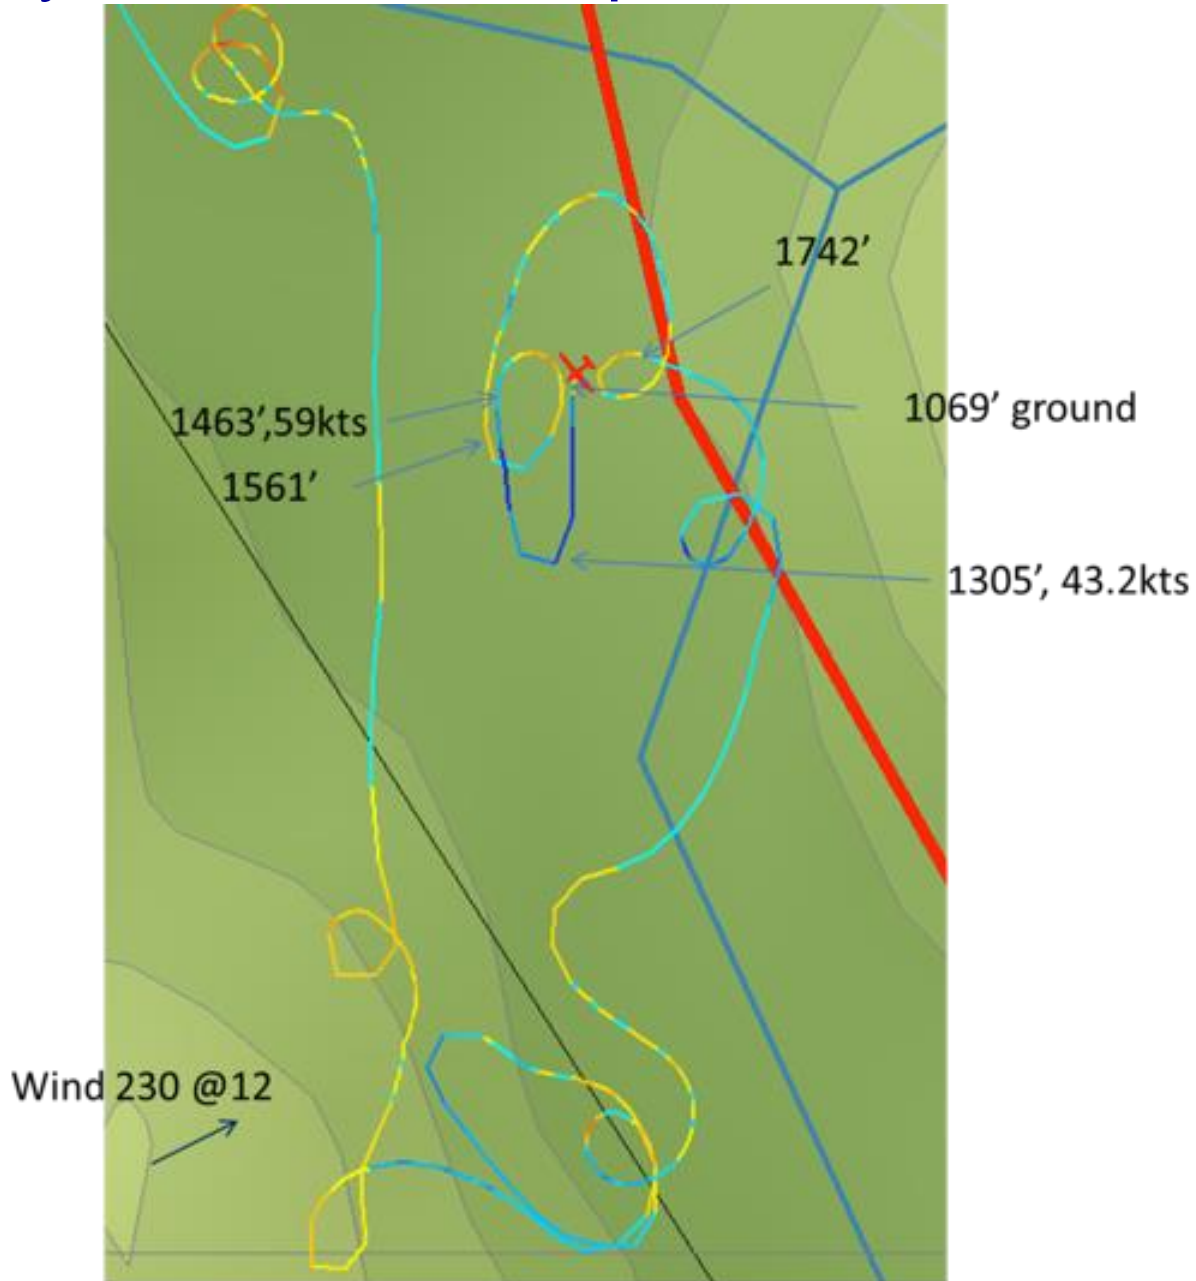 1742’
1463’,59kts
1069’ ground
1561’
1305’, 43.2kts
Wind 230 @12